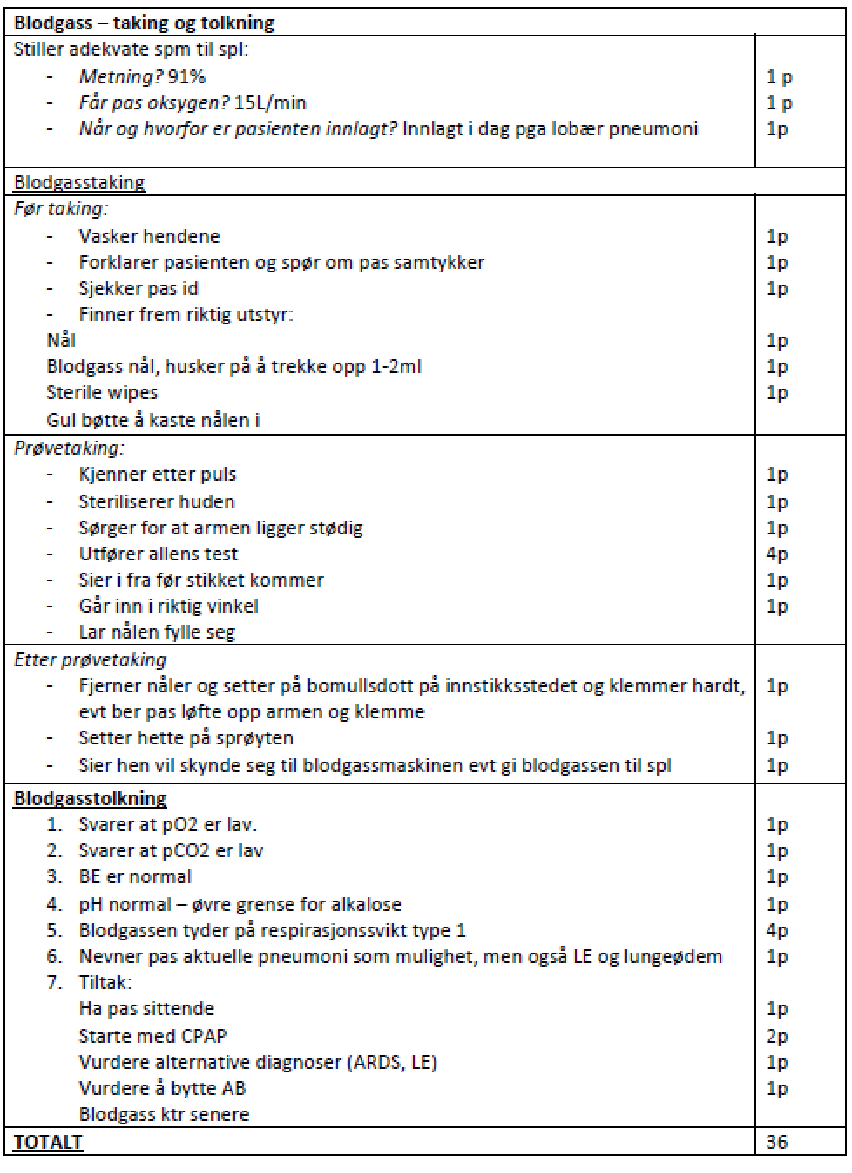 Blodgass – taking og tolkning
Stiller adekvate spm til spl:
- Metning? 91% 1 p
- Får pas oksygen? 15L/min 1 p
- Når og hvorfor er pasienten innlagt? Innlagt i dag pga lobær pneumoni 1p
Blodgasstaking
Før taking:
- Vasker hendene 1p
- Forklarer pasienten og spør om pas samtykker 1p
- Sjekker pas id 1p
- Finner frem riktig utstyr:
Nål 1p
Blodgass nål, husker på å trekke opp 1-2ml 1p
Sterile wipes 1p
Gul bøtte å kaste nålen i
Prøvetaking:
- Kjenner etter puls 1p
- Steriliserer huden 1p
- Sørger for at armen ligger stødig 1p
- Utfører allens test 4p
- Sier i fra før stikket kommer 1p
- Går inn i riktig vinkel 1p
- Lar nålen fylle seg
Etter prøvetaking
- Fjerner nåler og setter på bomullsdott på innstikksstedet og klemmer hardt, 1p
evt ber pas løfte opp armen og klemme
- Setter hette på sprøyten 1p
- Sier hen vil skynde seg til blodgassmaskinen evt gi blodgassen til spl 1p
Blodgasstolkning
1. Svarer at pO2 er lav. 1p
2. Svarer at pCO2 er lav 1p
3. BE er normal 1p
4. pH normal – øvre grense for alkalose 1p
5. Blodgassen tyder på respirasjonssvikt type 1 4p
6. Nevner pas aktuelle pneumoni som mulighet, men også LE og lungeødem 1p
7. Tiltak:
Ha pas sittende 1p
Starte med CPAP 2p
Vurdere alternative diagnoser (ARDS, LE) 1p
Vurdere å bytte AB 1p
Blodgass ktr senere
TOTALT 36